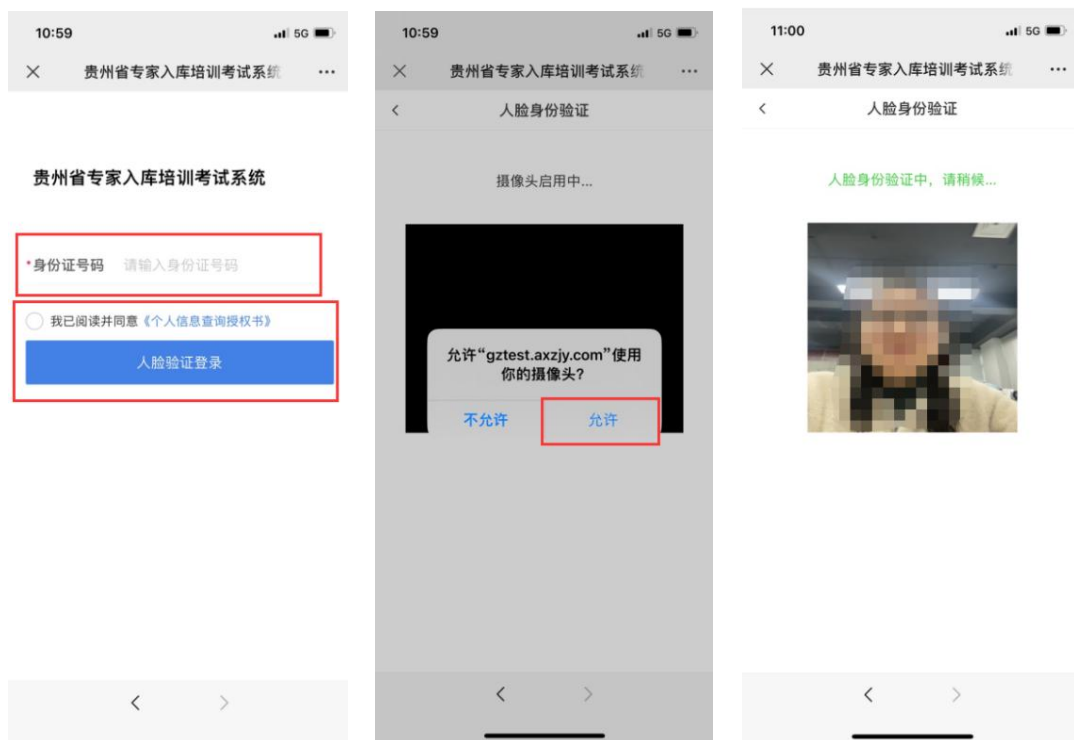 10:59
5G
贵州省专家入库培训考试系统
贵州省专家入库培训考试系统
*身份证号码 请输入身份证号码
我已阅读并同意《个人信息查询授权书》
人脸验证登录
10:59
5G
贵州省专家入库培训考试系统
人脸身份验证
摄像头启用中...
允许“gztest.axzjy.com”使用
你的摄像头?
不允许 允许
11:00
5G
贵州省专家入库培训考试系统
人脸身份验证
人脸身份验证中，请稍候...